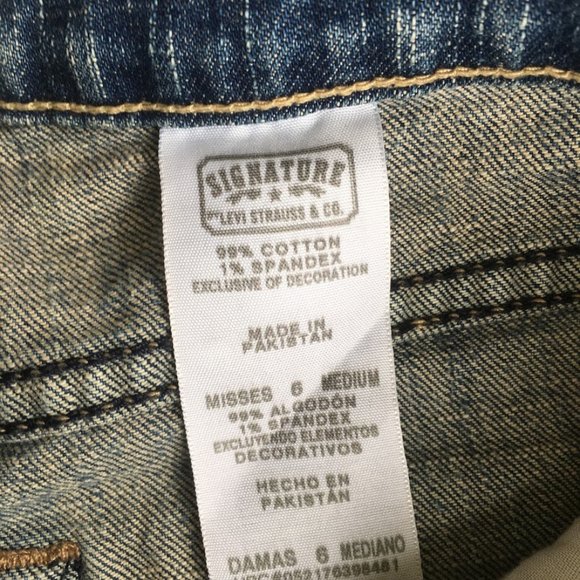 SIGNATURE
LEVI STRAUSS & CO.
99% COTTON
1% SPANDEX
EXCLUSIVE OF DECORATION
MADE IN
PAKISTAN
MISSES 6 MEDIUM
99% ALGODÓN
1% SPANDEX
EXCLUYENDO ELEMENTOS
DECORATIVOS
HECHO EN
PAKISTÁN
DAMAS 6 MEDIANO